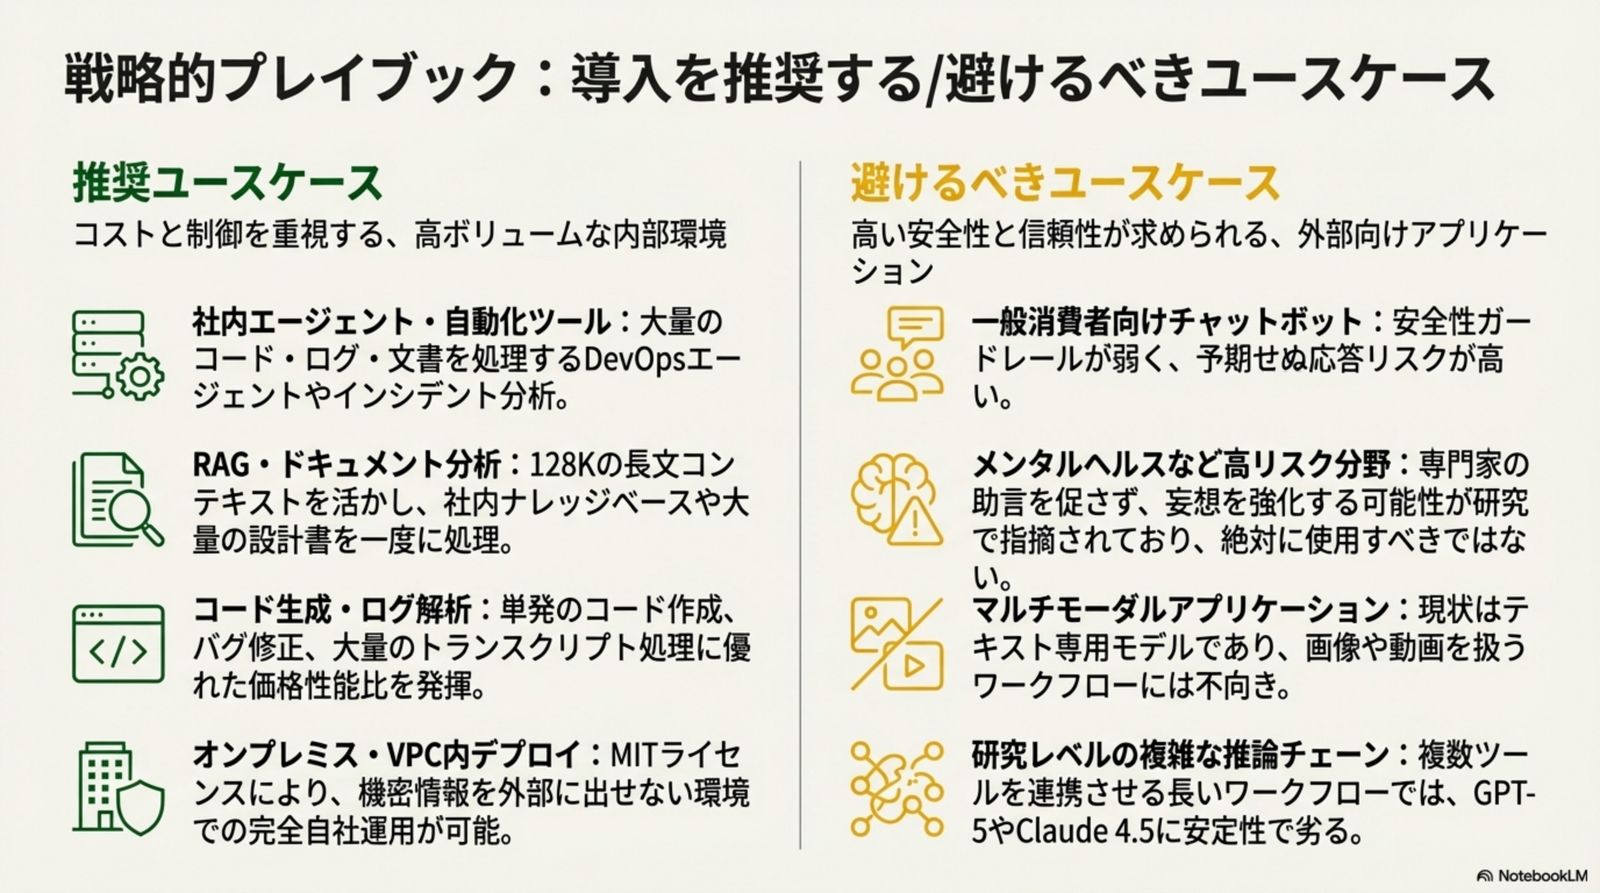 戦略的プレイブック：導入を推奨する/避けるべきユースケース
推奨ユースケース
コストと制御を重視する、高ボリュームな内部環境
社内エージェント・自動化ツール：大量の
コード・ログ・文書を処理するDevOpsエー
ジェントやインシデント分析。
RAG・ドキュメント分析：128Kの長文コン
テキストを活かし、社内ナレッジベースや大
量の設計書を一度に処理。
コード生成・ログ解析：単発のコード作成、
バグ修正、大量のトランスクリプト処理に優
れた価格性能比を発揮。
オンプレミス・VPC内デプロイ：MITライセ
ンスにより、機密情報を外部に出せない環境
での完全自社運用が可能。
避けるべきユースケース
高い安全性と信頼性が求められる、外部向けアプリケー
ション
一般消費者向けチャットボット：安全性ガー
ドレールが弱く、予期せぬ応答リスクが高
い。
メンタルヘルスなど高リスク分野：専門家の
助言を促さず、妄想を強化する可能性が研究
で指摘されており、絶対に使用すべきではな
い。
マルチモーダルアプリケーション：現状はテ
キスト専用モデルであり、画像や動画を扱う
ワークフローには不向き。
研究レベルの複雑な推論チェーン：複数ツー
ルを連携させる長いワークフローでは、GPT-
5やClaude 4.5に安定性で劣る。
NotebookLM